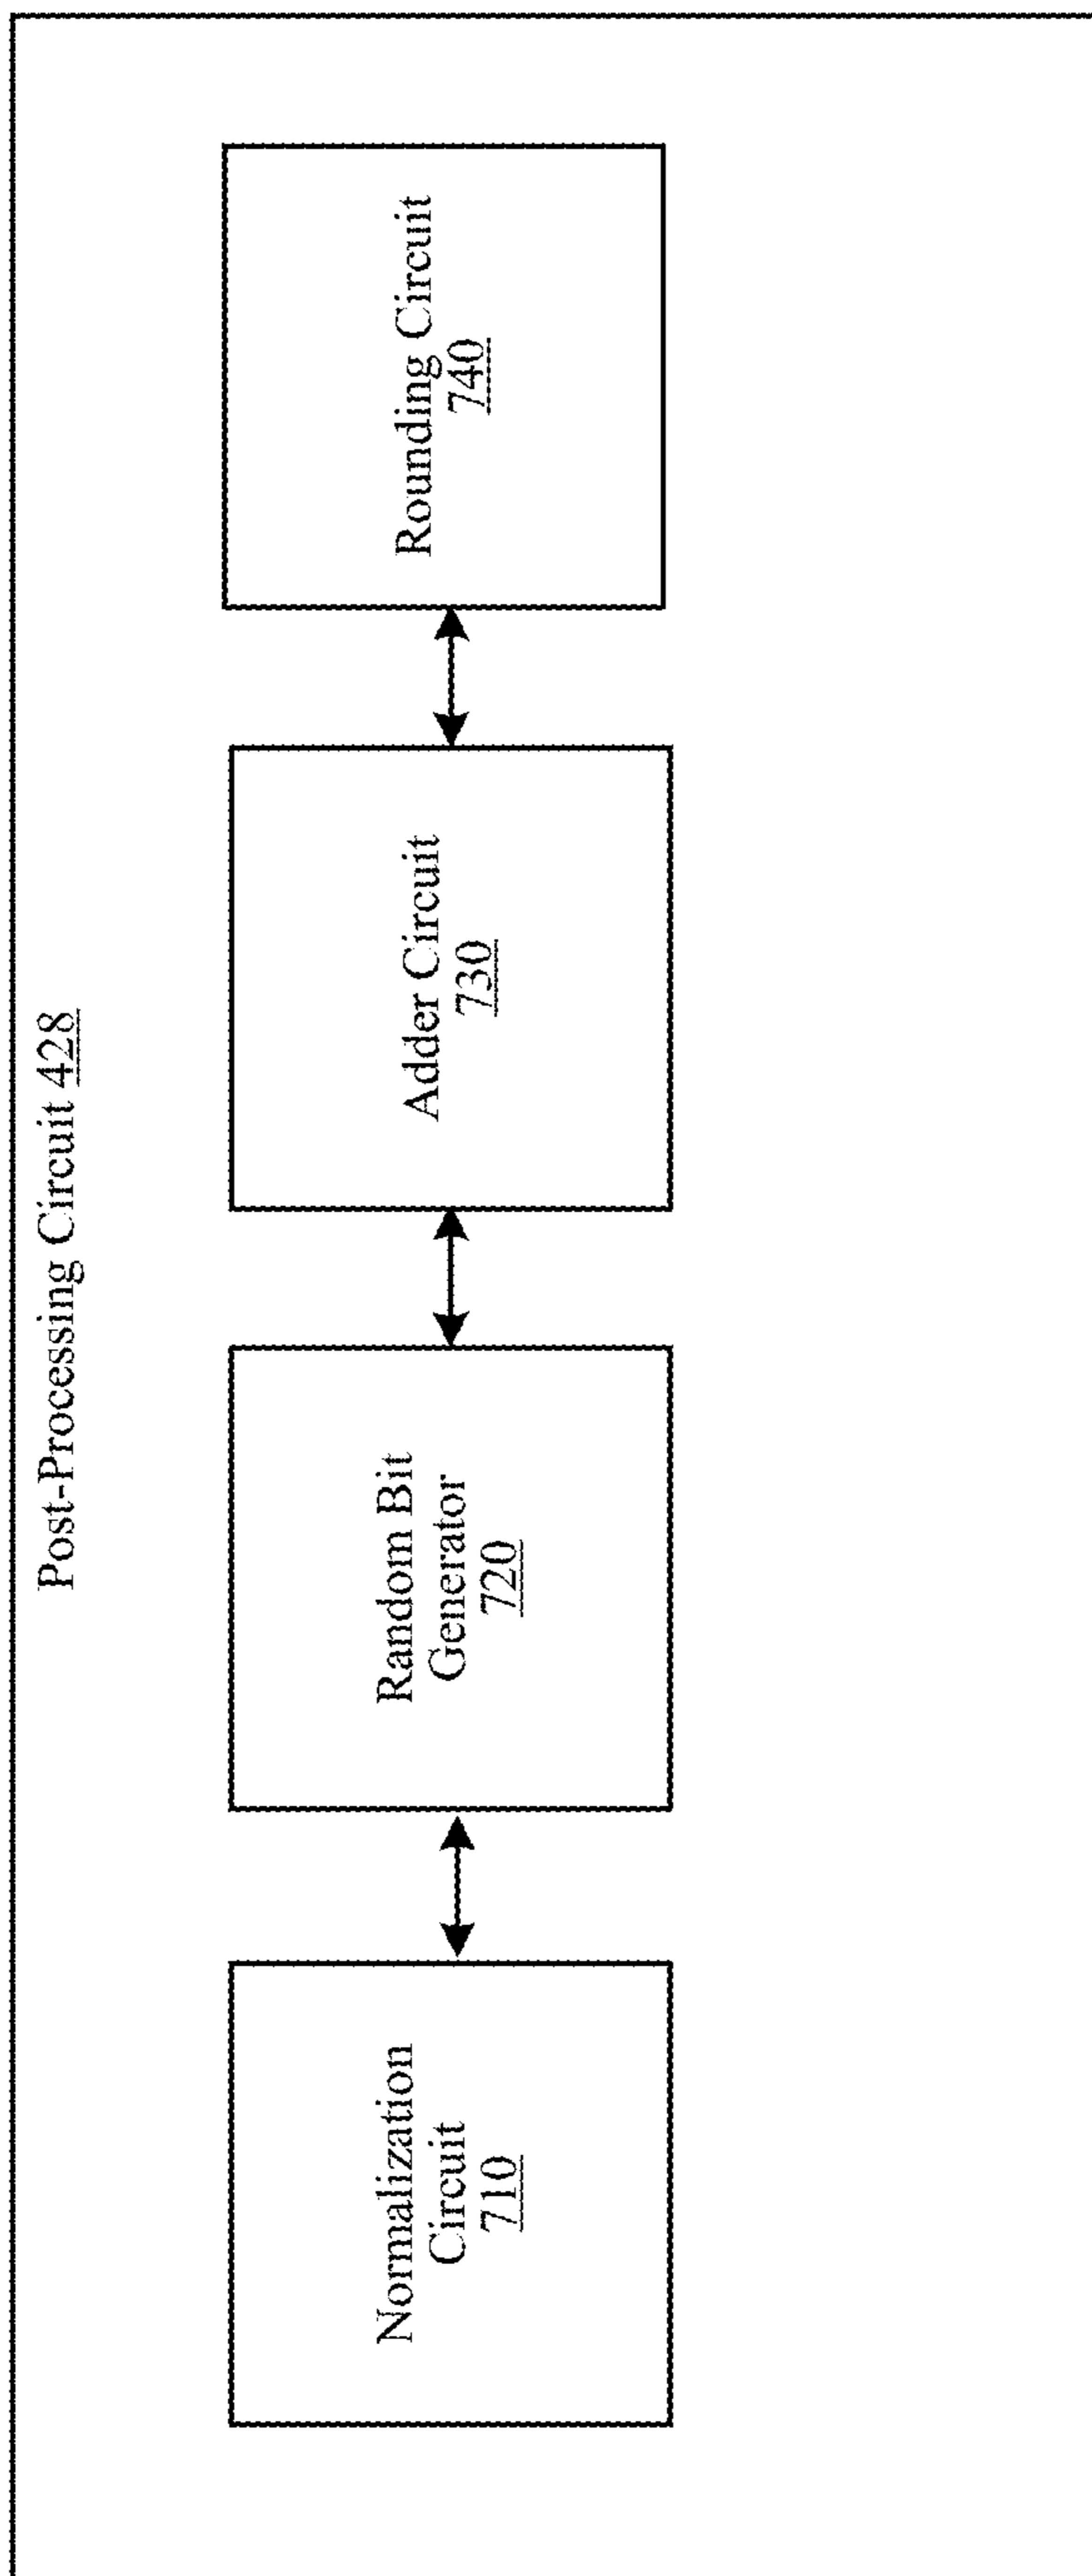 Post-Processing Circuit 428
Normalization
Circuit
710
Random Bit
Generator
720
Adder Circuit
730
Rounding Circuit
740